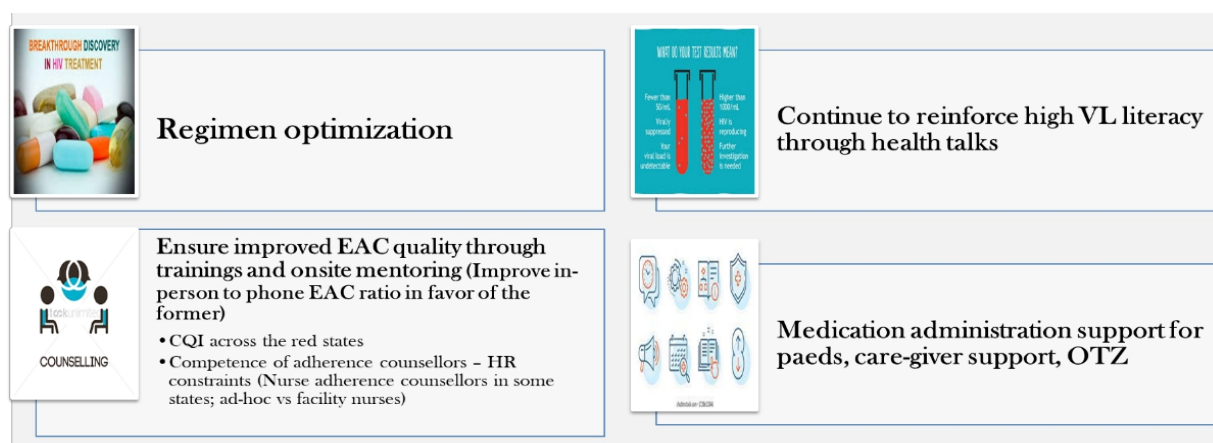 BREAKTHROUGH DISCOVERY
IN HIV TREATMENT
Regimen optimization
WHAT DO YOUR TEST RESULTS MEAN?
Fewer than
50/mL
Virally
suppressed
Your
viral load is
undetectable
Higher than
1000/mL
HIV is
reproducing
Further
investigation
is needed
Continue to reinforce high VL literacy
through health talks
COUNSELLING
Ensure improved EAC quality through
trainings and onsite mentoring (Improve in-
person to phone EAC ratio in favor of the
former)
•CQI across the red states
•Competence of adherence counsellors – HR
constraints (Nurse adherence counsellors in some
states; ad-hoc vs facility nurses)
Medication administration support for
paeds, care-giver support, OTZ